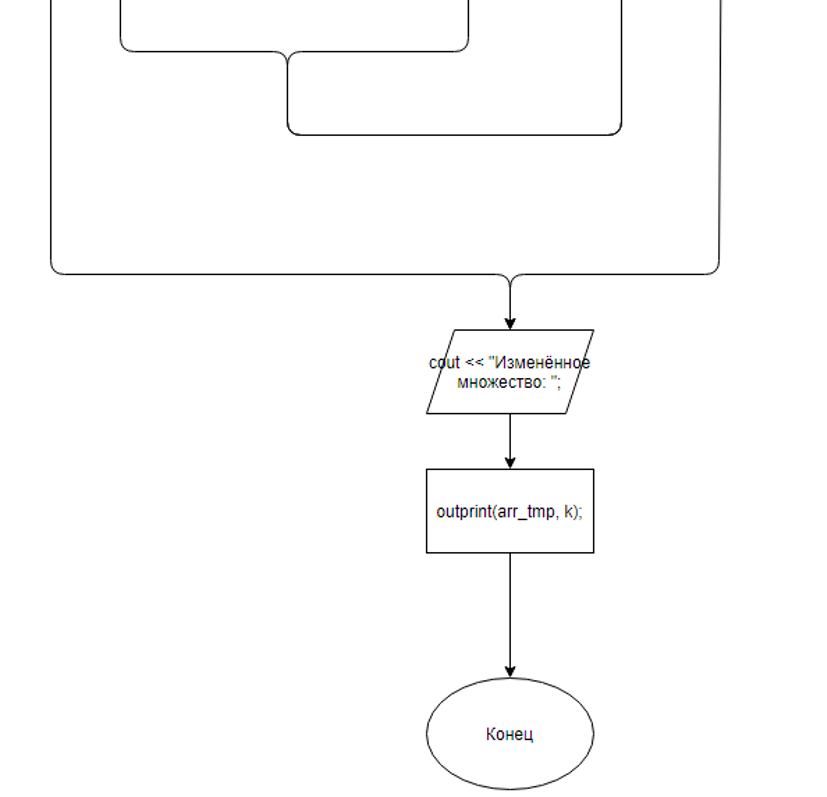 cout << "Изменённое
множество: ";
outprint(arr_tmp, k);
Конец